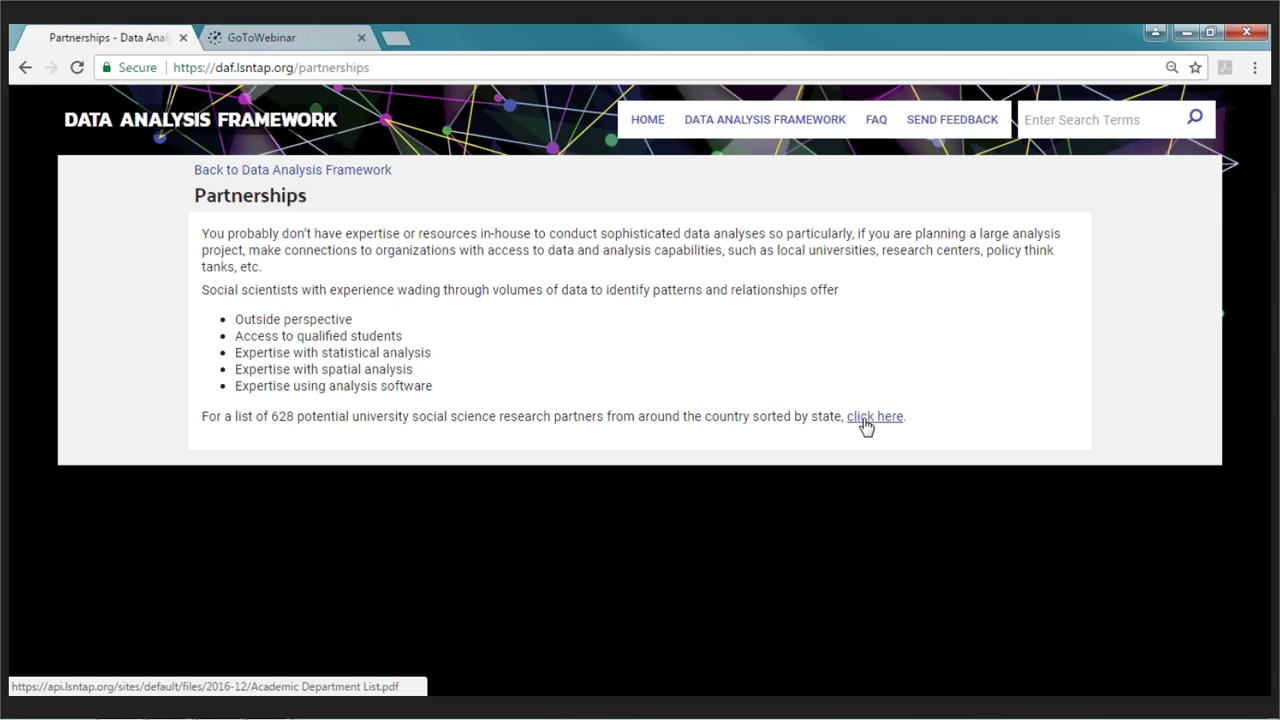 Partnerships - Data Anal
GoToWebinar
Secure
https://daf.lsntap.org/partnerships
DATA ANALYSIS FRAMEWORK
HOME
DATA ANALYSIS FRAMEWORK
FAQ
SEND FEEDBACK
Enter Search Terms
Back to Data Analysis Framework
Partnerships
You probably don't have expertise or resources in-house to conduct sophisticated data analyses so particularly, if you are planning a large analysis
project, make connections to organizations with access to data and analysis capabilities, such as local universities, research centers, policy think
tanks, etc.
Social scientists with experience wading through volumes of data to identify patterns and relationships offer
• Outside perspective
• Access to qualified students
• Expertise with statistical analysis
• Expertise with spatial analysis
• Expertise using analysis software
For a list of 628 potential university social science research partners from around the country sorted by state, click here.
https://api.lsntap.org/sites/default/files/2016-12/Academic Department List.pdf